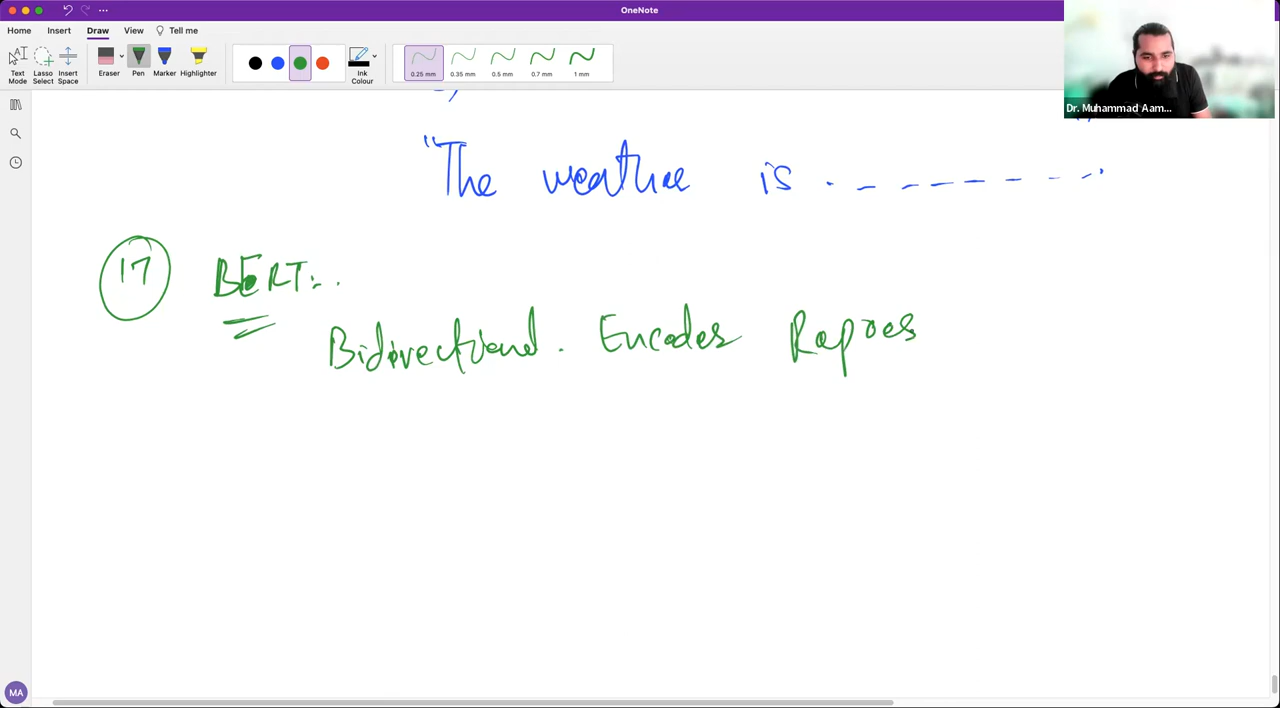 OneNote
Home Insert Draw View Tell me
Text Mode Lasso Select Insert Space Eraser Pen Marker Highlighter Ink Colour 0.25 mm 0.35 mm 0.5 mm 0.7 mm 1 mm
Dr. Muhammad Aam...
"The weather is . - - - - - - -
17 BERT:.
Bidirectional. Encoder Repres
MA